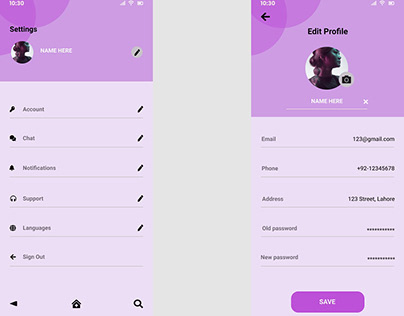 10:30
Settings
NAME HERE
Account
Chat
Notifications
Support
Languages
Sign Out
10:30
Edit Profile
NAME HERE
Email 123@gmail.com
Phone +92-12345678
Address 123 Street, Lahore
Old password ***********
New password ***********
SAVE